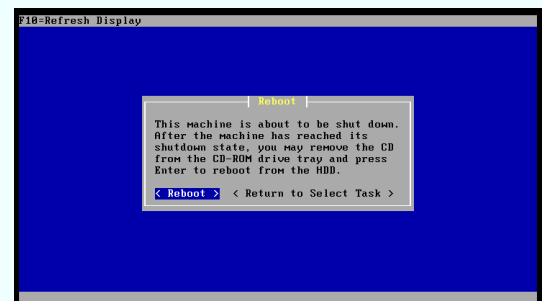 F10=Refresh Display
Reboot
This machine is about to be shut down.
After the machine has reached its
shutdown state, you may remove the CD
from the CD-ROM drive tray and press
Enter to reboot from the HDD.
< Reboot > < Return to Select Task >